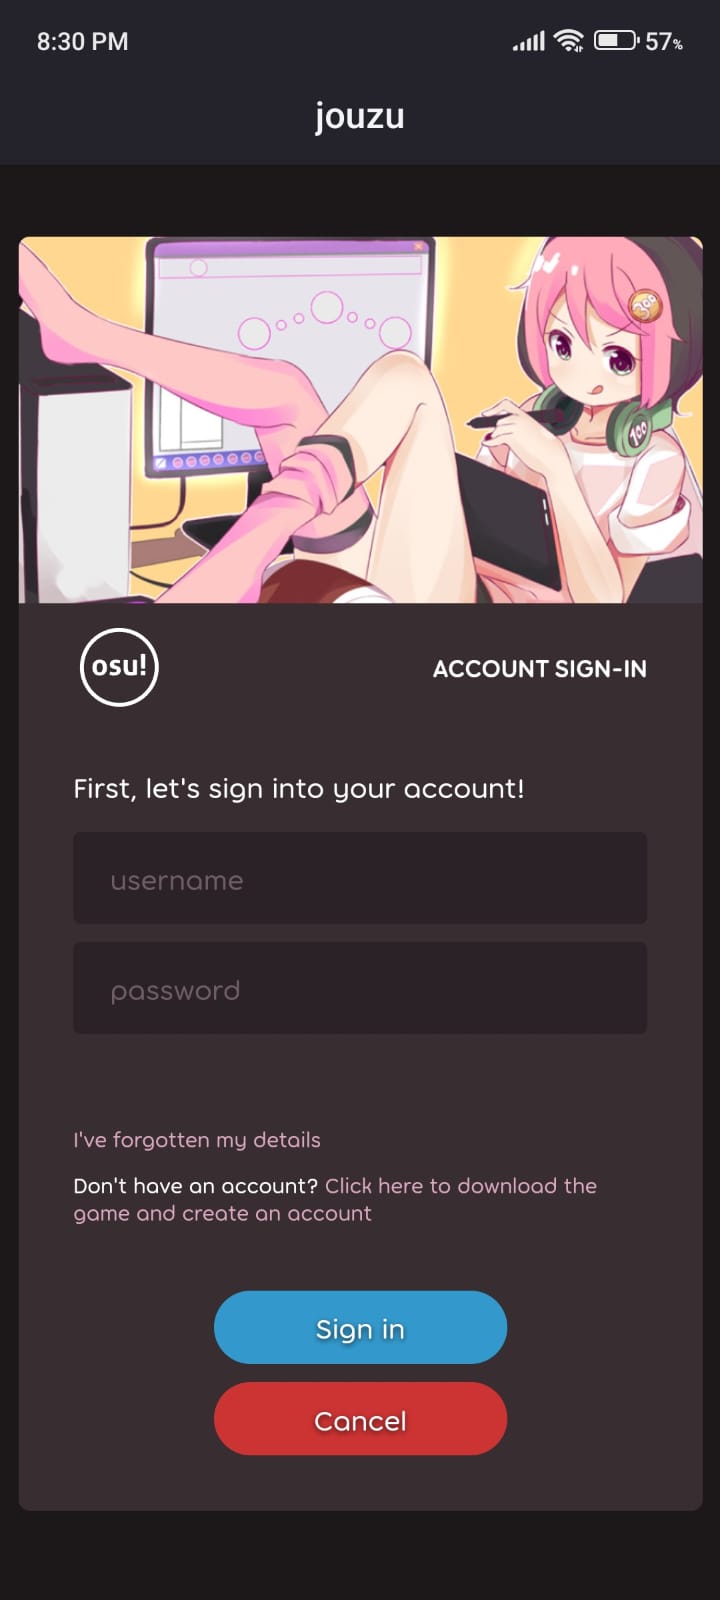 8:30 PM 57%
jouzu
300
100
osu!
ACCOUNT SIGN-IN
First, let's sign into your account!
username
password
I've forgotten my details
Don't have an account? Click here to download the
game and create an account
Sign in
Cancel